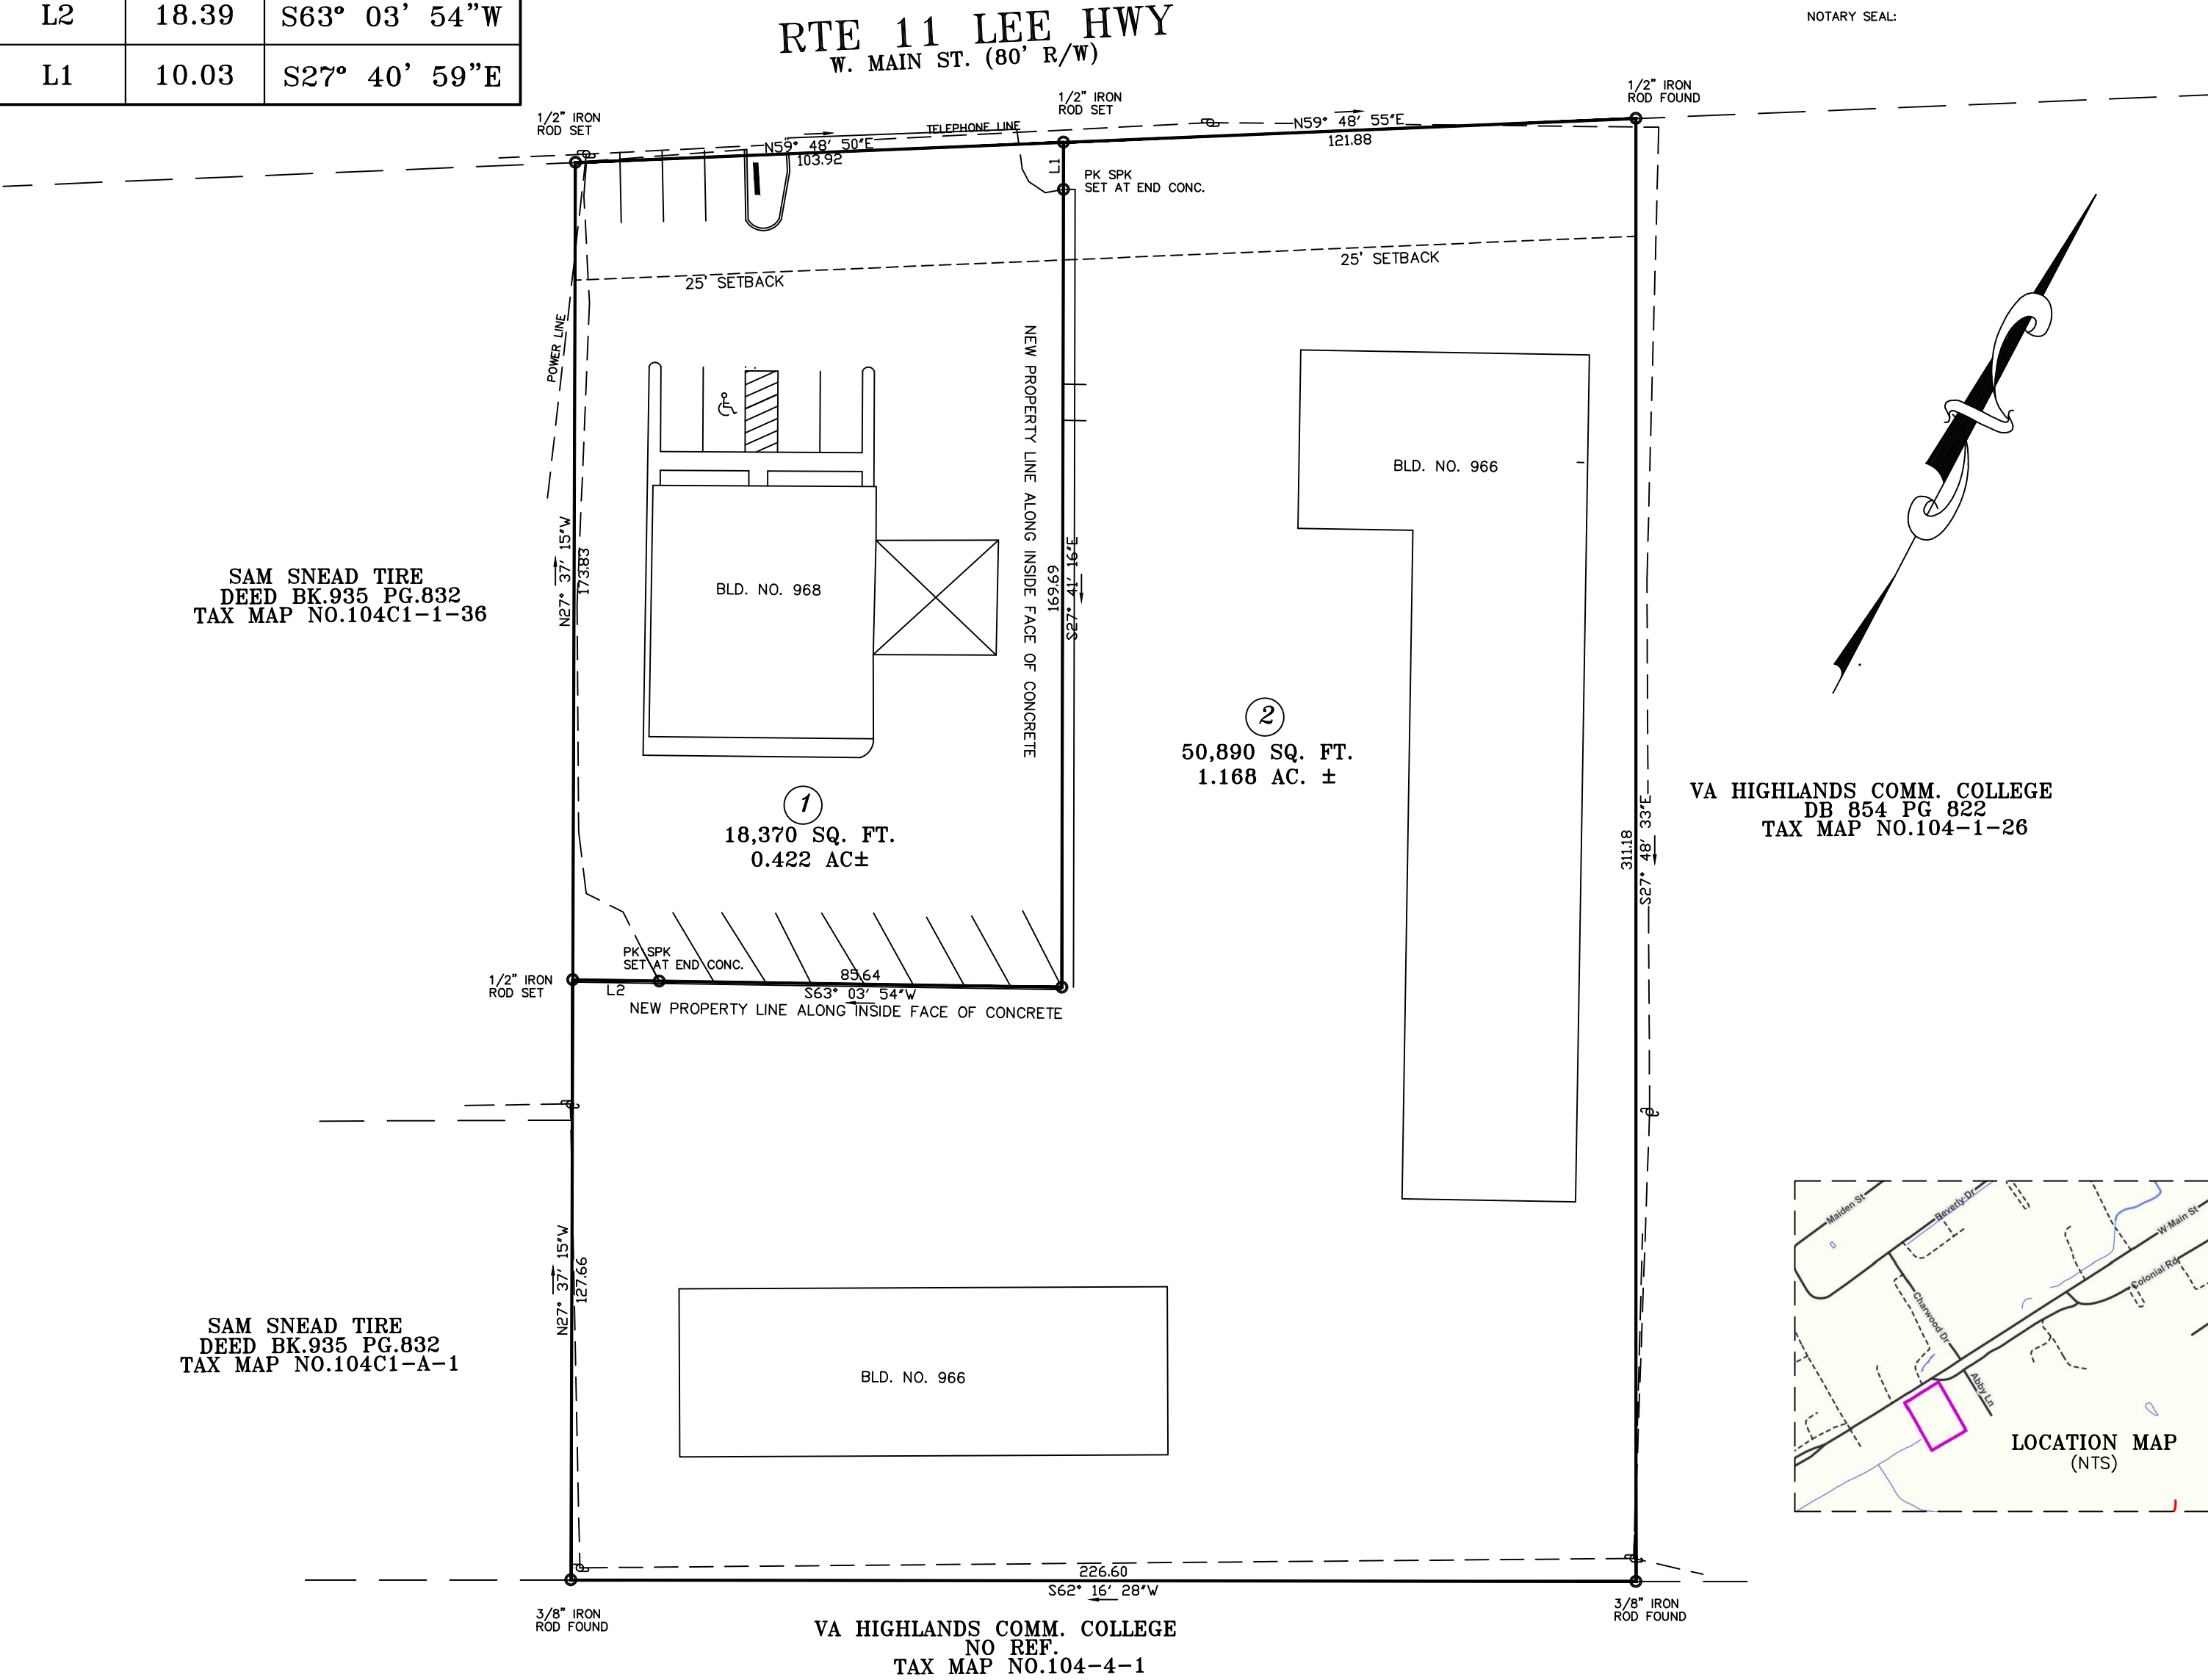 L2 18.39 S63° 03' 54"W
L1 10.03 S27° 40' 59"E
RTE 11 LEE HWY
W. MAIN ST. (80' R/W)
NOTARY SEAL:
1/2" IRON
ROD SET
1/2" IRON
ROD SET
1/2" IRON
ROD FOUND
TELEPHONE LINE
N59° 48' 50"E
103.92
N59° 48' 55"E
121.88
L1
PK SPK
SET AT END CONC.
25' SETBACK
25' SETBACK
POWER LINE
NEW PROPERTY LINE ALONG INSIDE FACE OF CONCRETE
BLD. NO. 966
N27° 37' 15"W
173.83
BLD. NO. 968
169.69
S27° 41' 16"E
SAM SNEAD TIRE
DEED BK.935 PG.832
TAX MAP NO.104C1-1-36
2
50,890 SQ. FT.
1.168 AC. ±
1
18,370 SQ. FT.
0.422 AC±
311.18
S27° 48' 33"E
VA HIGHLANDS COMM. COLLEGE
DB 854 PG 822
TAX MAP NO.104-1-26
PK SPK
SET AT END CONC.
1/2" IRON
ROD SET
L2
85.64
S63° 03' 54"W
NEW PROPERTY LINE ALONG INSIDE FACE OF CONCRETE
N27° 37' 15"W
127.66
SAM SNEAD TIRE
DEED BK.935 PG.832
TAX MAP NO.104C1-A-1
BLD. NO. 966
Maiden St
Beverly Dr
W Main St
Colonial Rd
Charwood Dr
Abby Ln
LOCATION MAP
(NTS)
226.60
S62° 16' 28"W
3/8" IRON
ROD FOUND
3/8" IRON
ROD FOUND
VA HIGHLANDS COMM. COLLEGE
NO REF.
TAX MAP NO.104-4-1